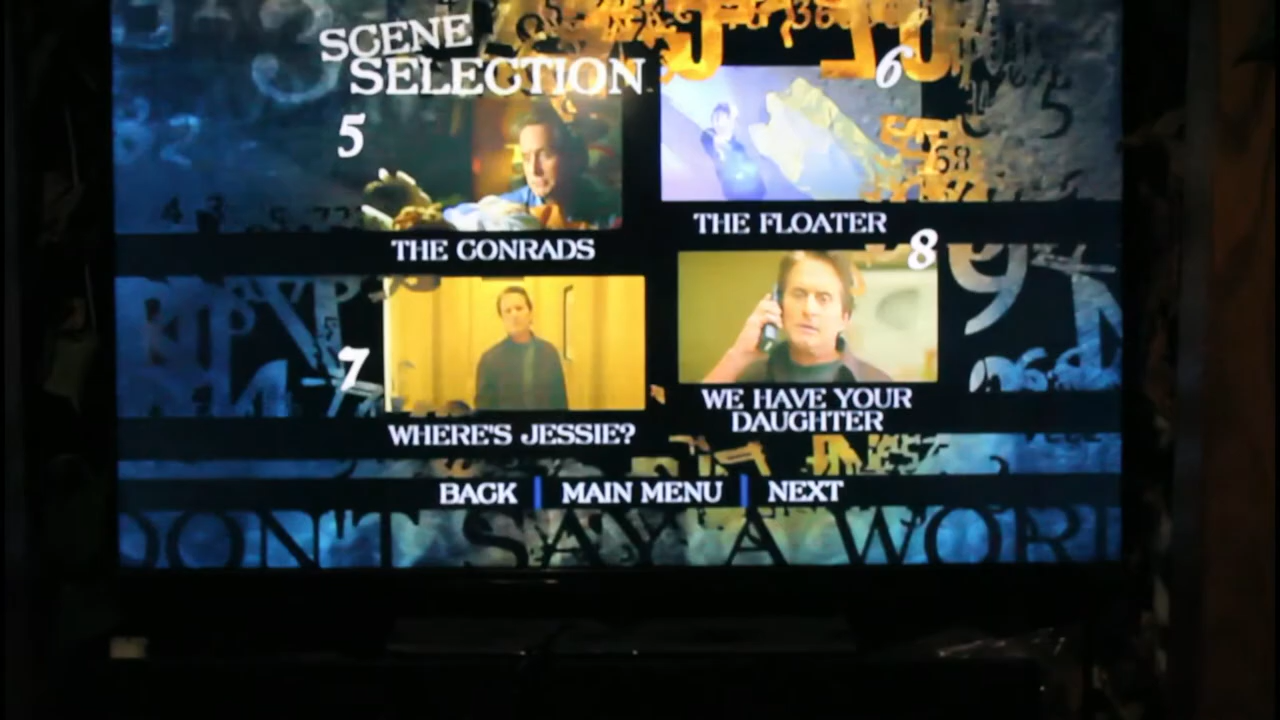 SCENE
SELECTION
5
6
THE CONRADS
THE FLOATER
7
8
WHERE'S JESSIE?
WE HAVE YOUR
DAUGHTER
BACK | MAIN MENU | NEXT
DON'T SAY A WOR